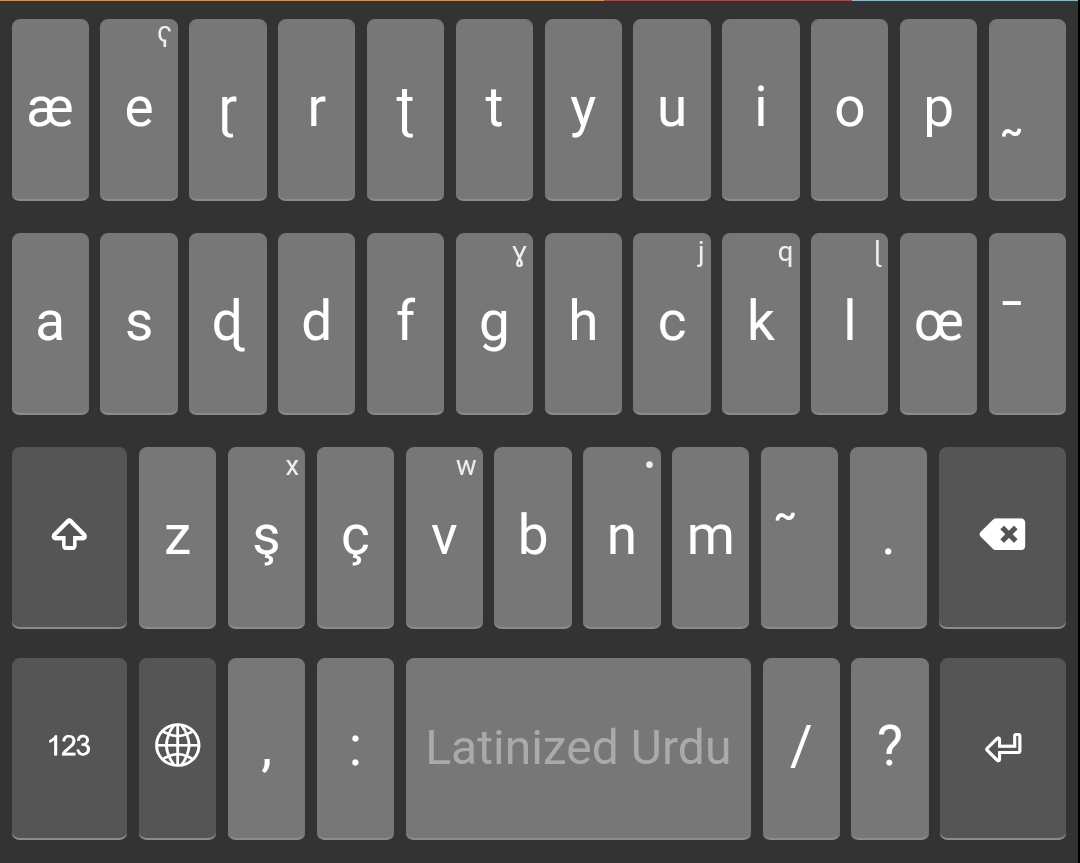 æ e ʕ ɽ r ʈ t y u i o p ˷
a s ɖ d f g ɣ h c j k q l ɭ œ ˉ
z ş x ç v w b n • m ˜ .
123 , : Latinized Urdu / ?